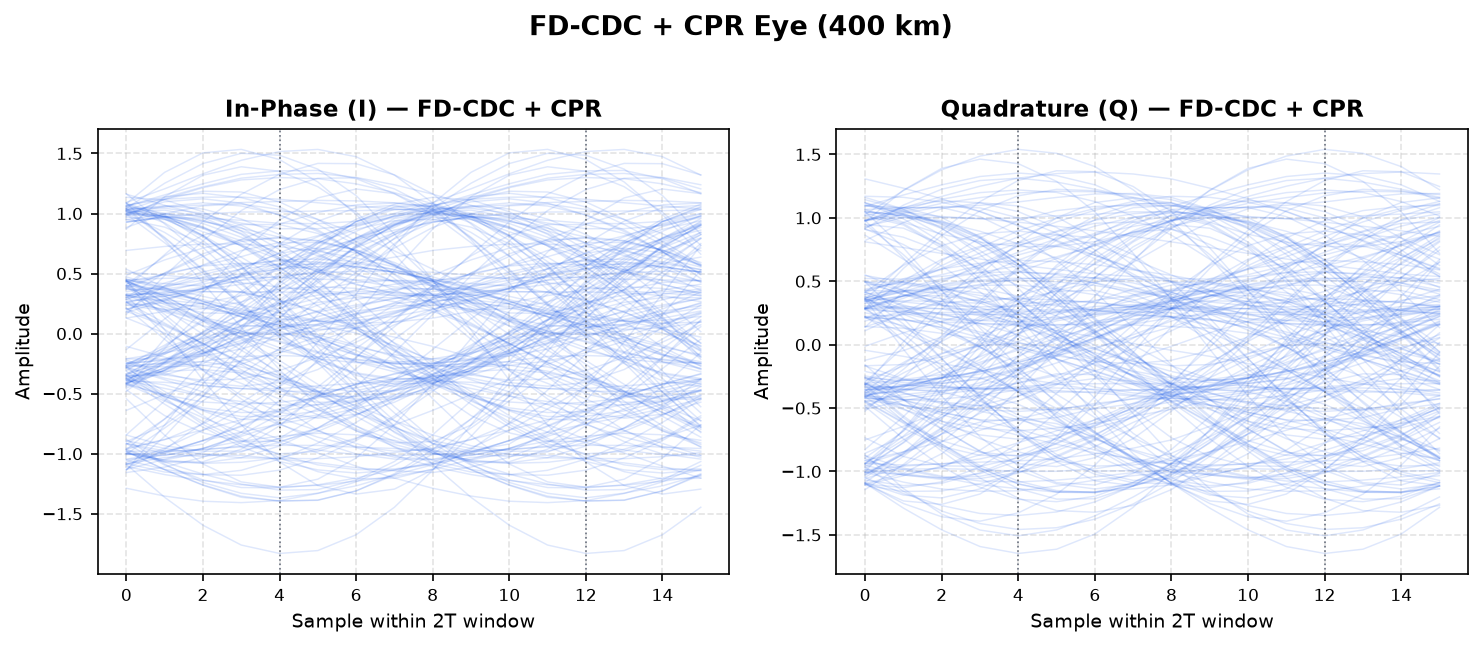 FD-CDC + CPR Eye (400 km)
In-Phase (I) — FD-CDC + CPR
Amplitude
1.5
1.0
0.5
0.0
−0.5
−1.0
−1.5
0 2 4 6 8 10 12 14
Sample within 2T window
Quadrature (Q) — FD-CDC + CPR
Amplitude
1.5
1.0
0.5
0.0
−0.5
−1.0
−1.5
0 2 4 6 8 10 12 14
Sample within 2T window